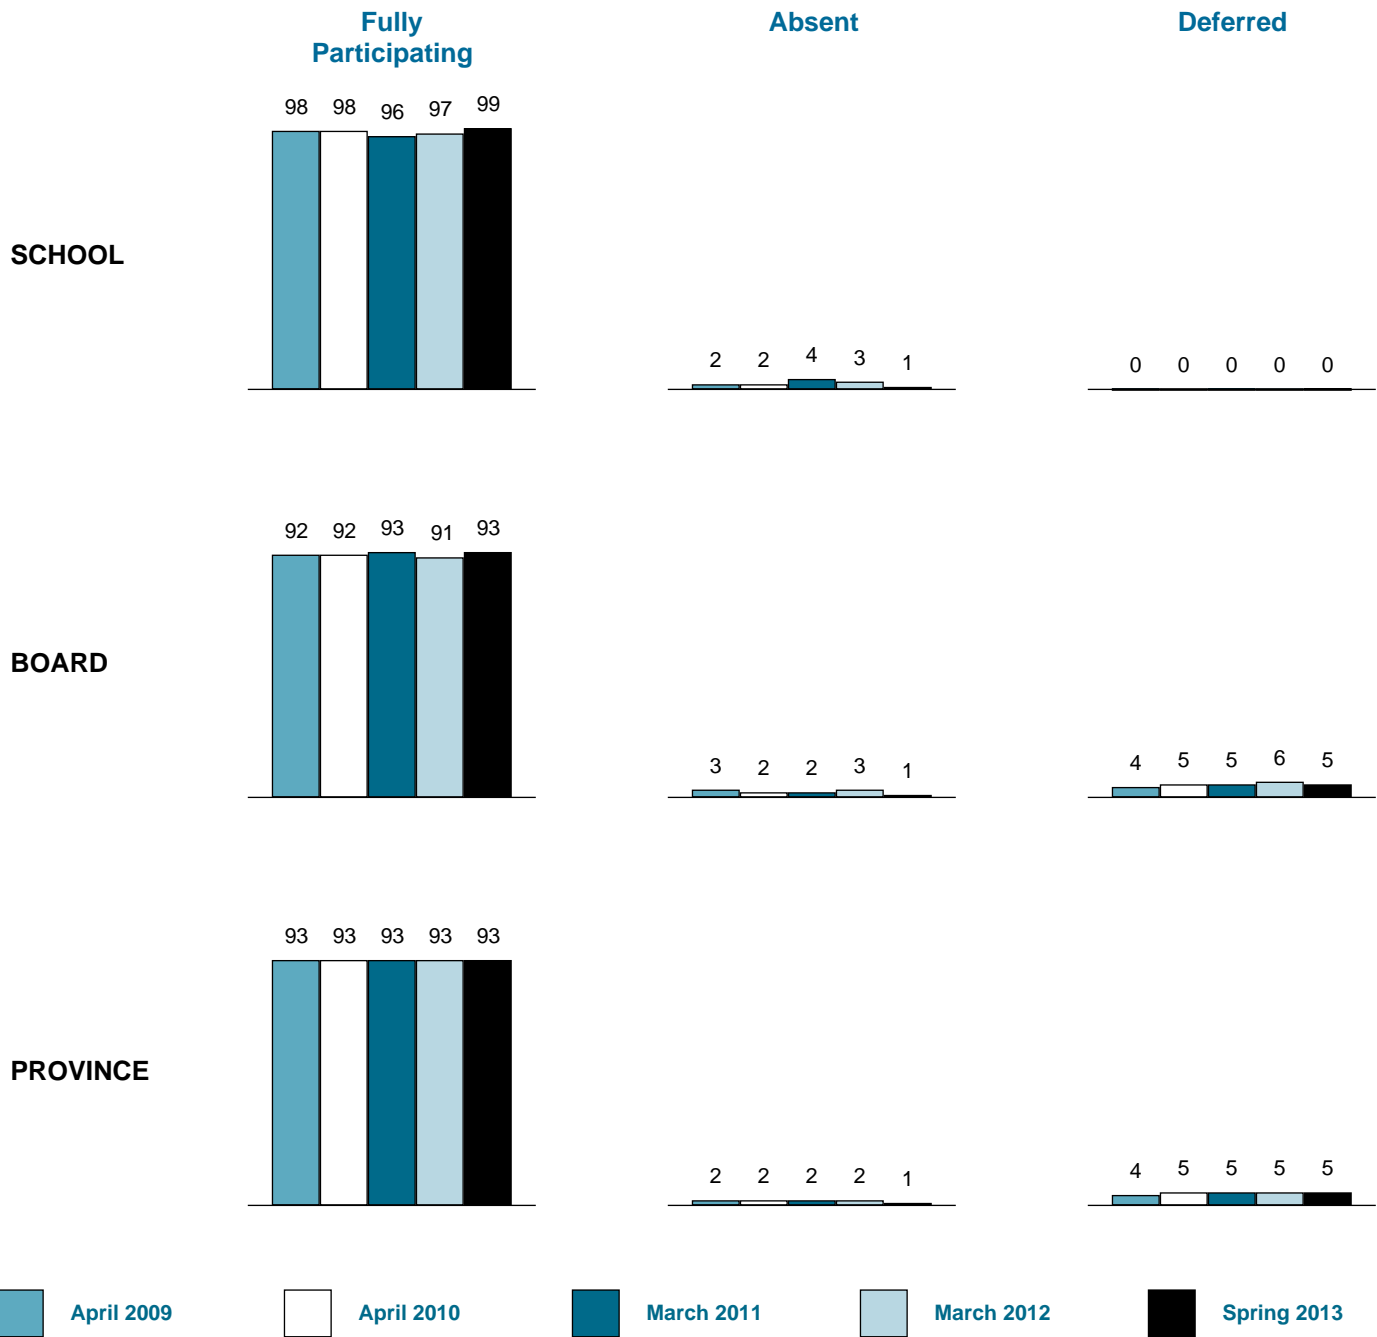 Fully
Participating
Absent
Deferred
98 98 96 97 99
SCHOOL
2 2 4 3 1
0 0 0 0 0
92 92 93 91 93
BOARD
3 2 2 3 1
4 5 5 6 5
93 93 93 93 93
PROVINCE
2 2 2 2 1
4 5 5 5 5
April 2009
April 2010
March 2011
March 2012
Spring 2013